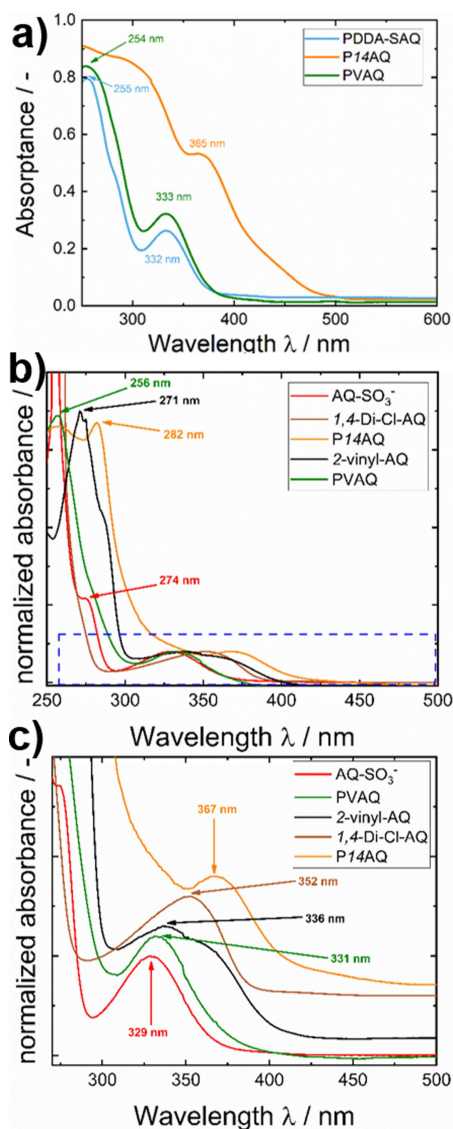 a)
PDDA-SAQ
P14AQ
PVAQ
254 nm
255 nm
365 nm
333 nm
332 nm
Absorptance / -
1.0
0.8
0.6
0.4
0.2
0.0
300 400 500 600
Wavelength λ / nm
b)
AQ-SO₃⁻
1,4-Di-Cl-AQ
P14AQ
2-vinyl-AQ
PVAQ
256 nm
271 nm
282 nm
274 nm
normalized absorbance / -
250 300 350 400 450 500
Wavelength λ / nm
c)
AQ-SO₃⁻
PVAQ
2-vinyl-AQ
1,4-Di-Cl-AQ
P14AQ
367 nm
352 nm
336 nm
331 nm
329 nm
normalized absorbance / -
300 350 400 450 500
Wavelength λ / nm